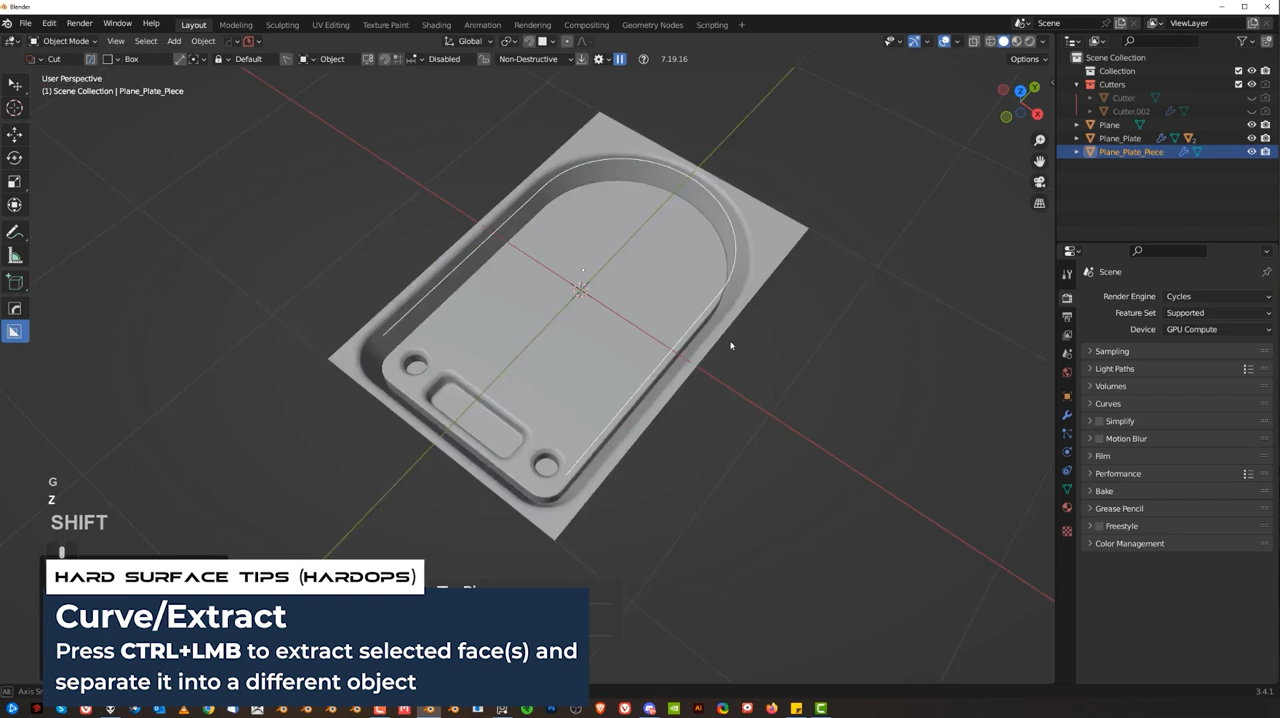 Blender
File Edit Render Window Help
Layout Modeling Sculpting UV Editing Texture Paint Shading Animation Rendering Compositing Geometry Nodes Scripting +
Scene
ViewLayer
Object Mode View Select Add Object
Global
Cut Box Default Object Disabled Non-Destructive 7.19.16
Options
User Perspective
(1) Scene Collection | Plane_Plate_Piece
Z
Y
X
Scene Collection
Collection
Cutters
Cutter
Cutter.002
Plane
Plane_Plate
2
Plane_Plate_Piece
Scene
Render Engine Cycles
Feature Set Supported
Device GPU Compute
Sampling
Light Paths
Volumes
Curves
Simplify
Motion Blur
Film
Performance
Bake
Grease Pencil
Freestyle
Color Management
G
Z
SHIFT
HARD SURFACE TIPS (HARDOPS)
Curve/Extract
Press CTRL+LMB to extract selected face(s) and
separate it into a different object
Alt
3.4.1